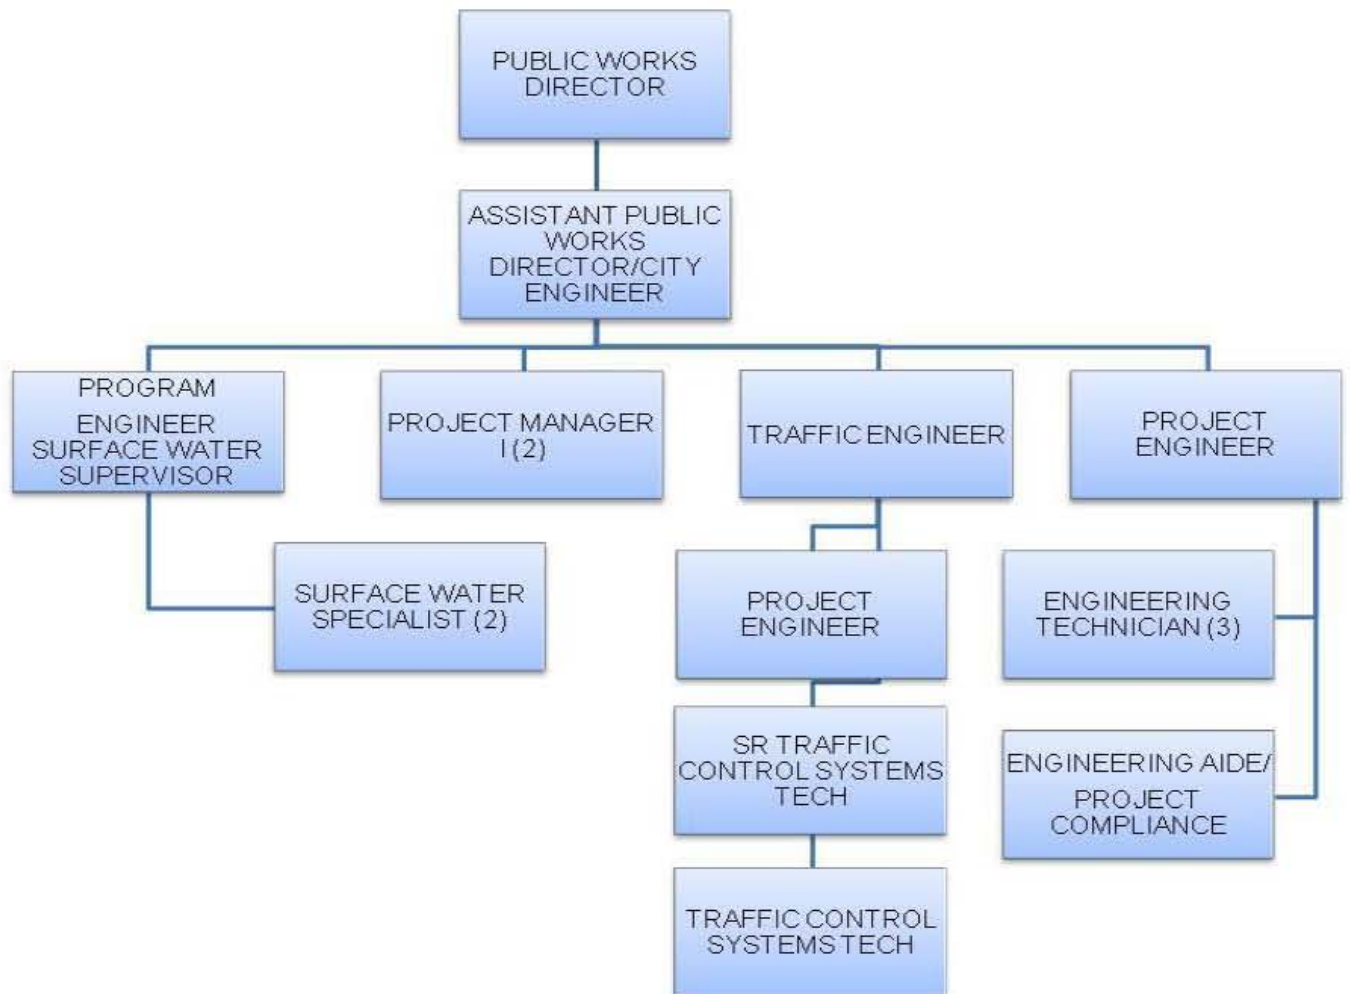 PUBLIC WORKS
DIRECTOR
ASSISTANT PUBLIC
WORKS
DIRECTOR/CITY
ENGINEER
PROGRAM
ENGINEER
SURFACE WATER
SUPERVISOR
PROJECT MANAGER
I (2)
TRAFFIC ENGINEER
PROJECT
ENGINEER
SURFACE WATER
SPECIALIST (2)
PROJECT
ENGINEER
ENGINEERING
TECHNICIAN (3)
SR TRAFFIC
CONTROL SYSTEMS
TECH
ENGINEERING AIDE/
PROJECT
COMPLIANCE
TRAFFIC CONTROL
SYSTEMS TECH